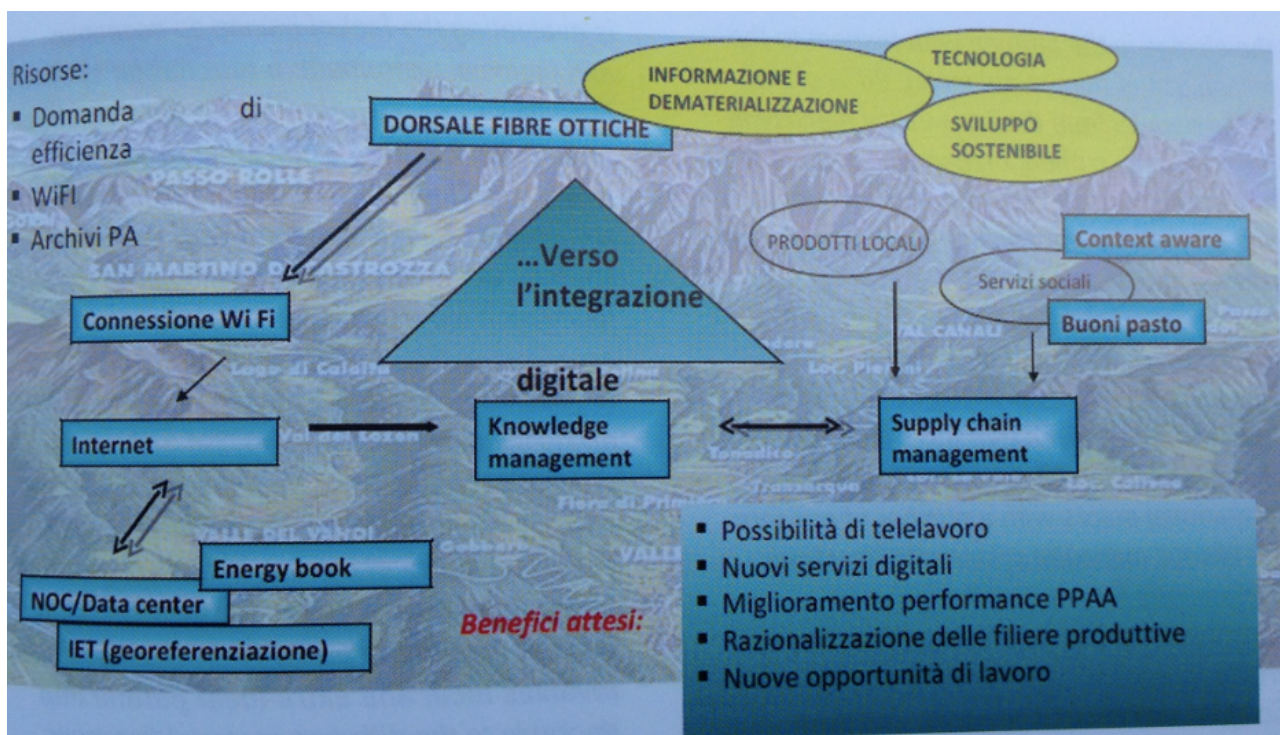 Risorse:
▪ Domanda di
efficienza
▪ WiFI
▪ Archivi PA
INFORMAZIONE E
DEMATERIALIZZAZIONE
TECNOLOGIA
SVILUPPO
SOSTENIBILE
DORSALE FIBRE OTTICHE
PASSO ROLLE
SAN MARTINO DI CASTROZZA
...Verso
l'integrazione
digitale
PRODOTTI LOCALI
Context aware
Servizi sociali
Buoni pasto
VAL CANALI
Connessione Wi Fi
Lago di Calaita
Internet
Val del Lozen
Knowledge
management
Supply chain
management
Tonadico
Transacqua
Fiera di Primiero
VALLE DEL VANOI
Gobbera
VALLE
Energy book
NOC/Data center
IET (georeferenziazione)
Benefici attesi:
▪ Possibilità di telelavoro
▪ Nuovi servizi digitali
▪ Miglioramento performance PPAA
▪ Razionalizzazione delle filiere produttive
▪ Nuove opportunità di lavoro